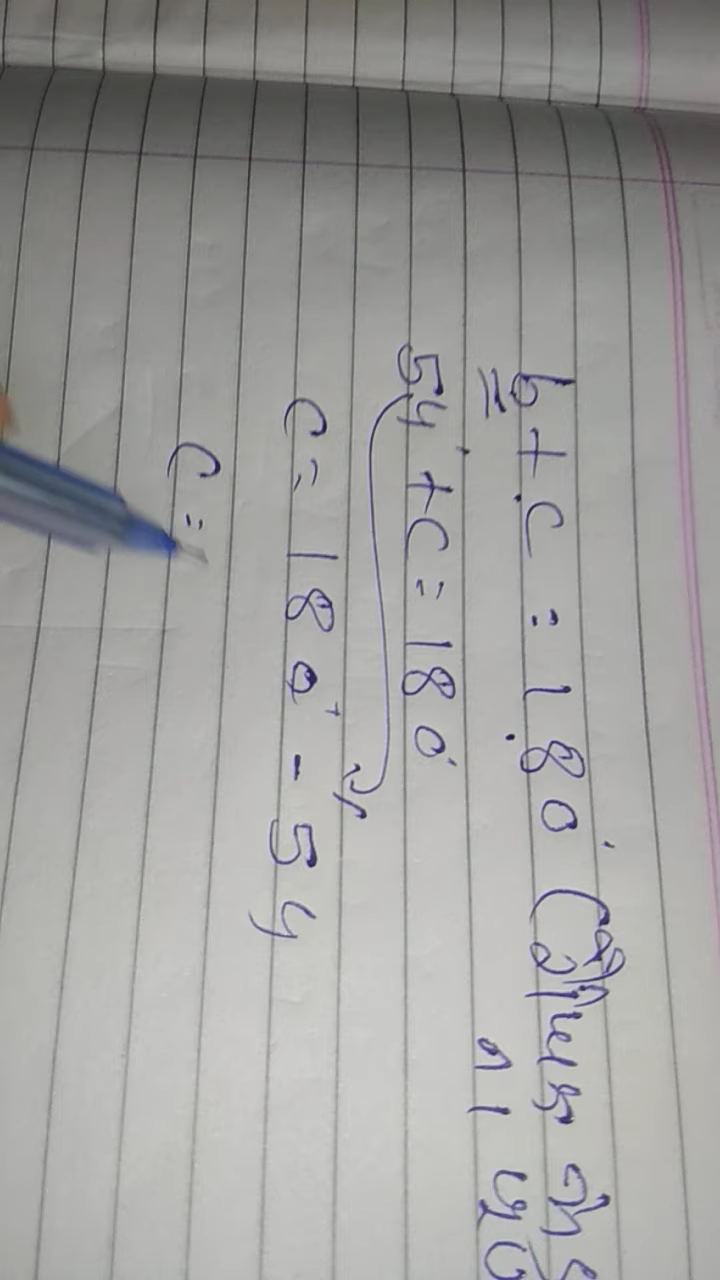 b + c = 180° (રૈખિક
54° + c = 180°
c = 180° - 54
c =